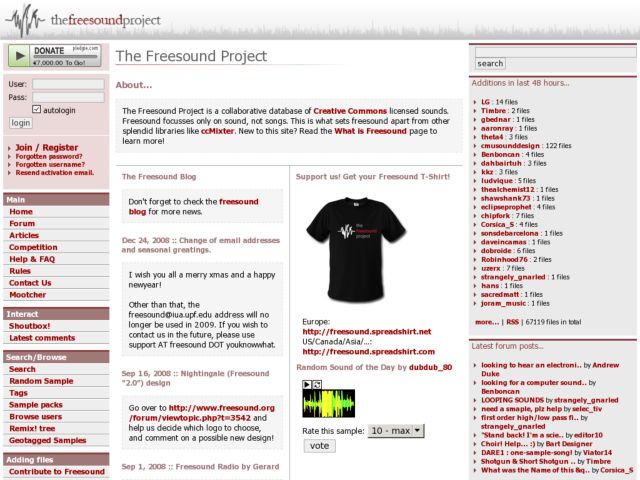 thefreesoundproject
DONATE
pledgie.com
¥7,000.00 To Go!
User:
Pass:
autologin
login
Join / Register
Forgotten password?
Forgotten username?
Resend activation email.
Main
Home
Forum
Articles
Competition
Help & FAQ
Rules
Contact Us
Mootcher
Interact
Shoutbox!
Latest comments
Search/Browse
Search
Random Sample
Tags
Sample packs
Browse users
Remix! tree
Geotagged Samples
Adding files
Contribute to Freesound
The Freesound Project
About...
The Freesound Project is a collaborative database of Creative Commons licensed sounds.
Freesound focusses only on sound, not songs. This is what sets freesound apart from other
splendid libraries like ccMixter. New to this site? Read the What is Freesound page to
learn more!
The Freesound Blog
Don't forget to check the freesound
blog for more news.
Dec 24, 2008 :: Change of email addresses
and seasonal greetings.
I wish you all a merry xmas and a happy
newyear!
Other than that, the
freesound@iua.upf.edu address will no
longer be used in 2009. If you wish to
contact us in the future, please use
support AT freesound DOT youknowwhat.
Sep 16, 2008 :: Nightingale (Freesound
"2.0") design
Go over to http://www.freesound.org
/forum/viewtopic.php?t=3542 and
help us decide which logo to choose,
and comment on a possible new design!
Sep 1, 2008 :: Freesound Radio by Gerard
Support us! Get your Freesound T-Shirt!
the
freesound
project
Europe:
http://freesound.spreadshirt.net
US/Canada/Asia/...:
http://freesound.spreadshirt.com
Random Sound of the Day by dubdub_80
Rate this sample: 10 - max
vote
search
Additions in last 48 hours...
LG : 14 files
Timbre : 2 files
gbednar : 2 files
aaronray : 1 files
theta4 : 3 files
cmusounddesign : 122 files
Benboncan : 4 files
dahbairtuh : 3 files
kkz : 3 files
ludvique : 5 files
thealchemist12 : 1 files
shawshank73 : 1 files
eclipseprophet : 4 files
chipfork : 7 files
Corsica_S : 4 files
sonsdebarcelona : 1 files
daveincamas : 1 files
dobroide : 6 files
Robinhood76 : 2 files
uzerx : 7 files
strangely_gnarled : 2 files
hans : 1 files
sacredmatt : 1 files
joram_music : 1 files
more... | RSS | 67119 files in total
Latest forum posts...
looking to hear an electroni.. by Andrew
Duke
looking for a computer sound.. by
Benboncan
LOOPING SOUNDS by strangely_gnarled
need a smaple, plz help by selec_tiv
first order high/low pass fi.. by
strangely_gnarled
"Stand back! I'm a scie.. by editor10
Choir! Help... :) by Bart Designer
DARE1 : one-sample-song! by Viator14
Shotgun & Short Shotgun .. by Timbre
What was the Name of this &q.. by Corsica_S